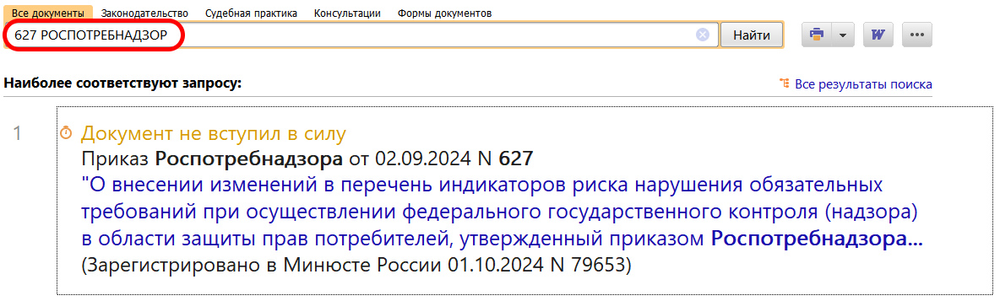 Все документы Законодательство Судебная практика Консультации Формы документов
627 РОСПОТРЕБНАДЗОР Найти W
Наиболее соответствуют запросу: Все результаты поиска
1 Документ не вступил в силу
Приказ Роспотребнадзора от 02.09.2024 N 627
"О внесении изменений в перечень индикаторов риска нарушения обязательных
требований при осуществлении федерального государственного контроля (надзора)
в области защиты прав потребителей, утвержденный приказом Роспотребнадзора...
(Зарегистрировано в Минюсте России 01.10.2024 N 79653)